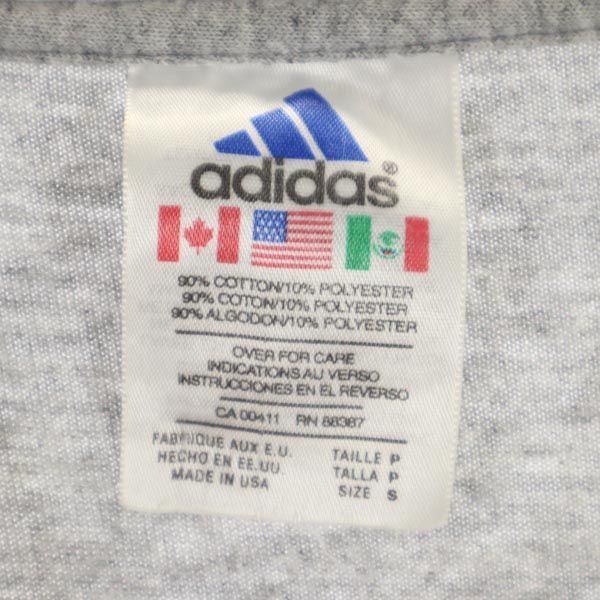 adidas®
90% COTTON/10% POLYESTER
90% COTON/10% POLYESTER
90% ALGODON/10% POLYESTER
OVER FOR CARE
INDICATIONS AU VERSO
INSTRUCCIONES EN EL REVERSO
CA 00411 RN 88387
FABRIQUE AUX E.U. TAILLE P
HECHO EN EE.UU. TALLA P
MADE IN USA SIZE S